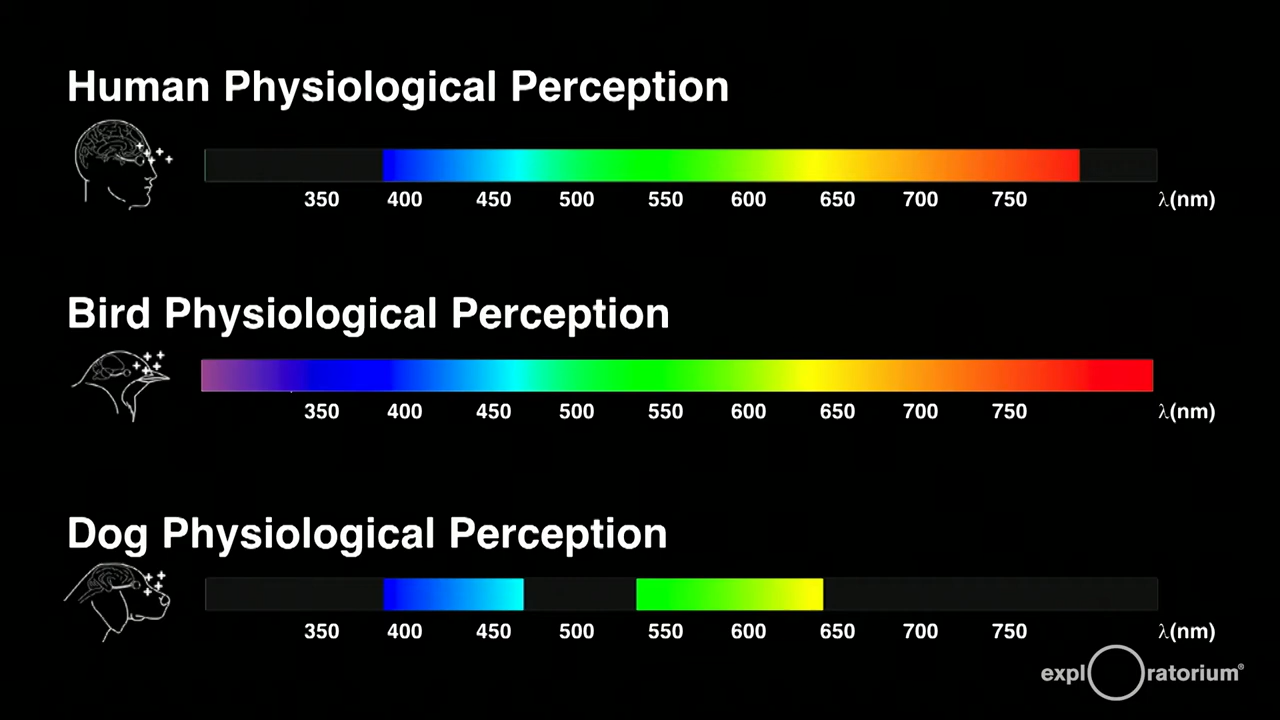 Human Physiological Perception
350 400 450 500 550 600 650 700 750 λ(nm)
Bird Physiological Perception
350 400 450 500 550 600 650 700 750 λ(nm)
Dog Physiological Perception
350 400 450 500 550 600 650 700 750 λ(nm)
explOratorium®